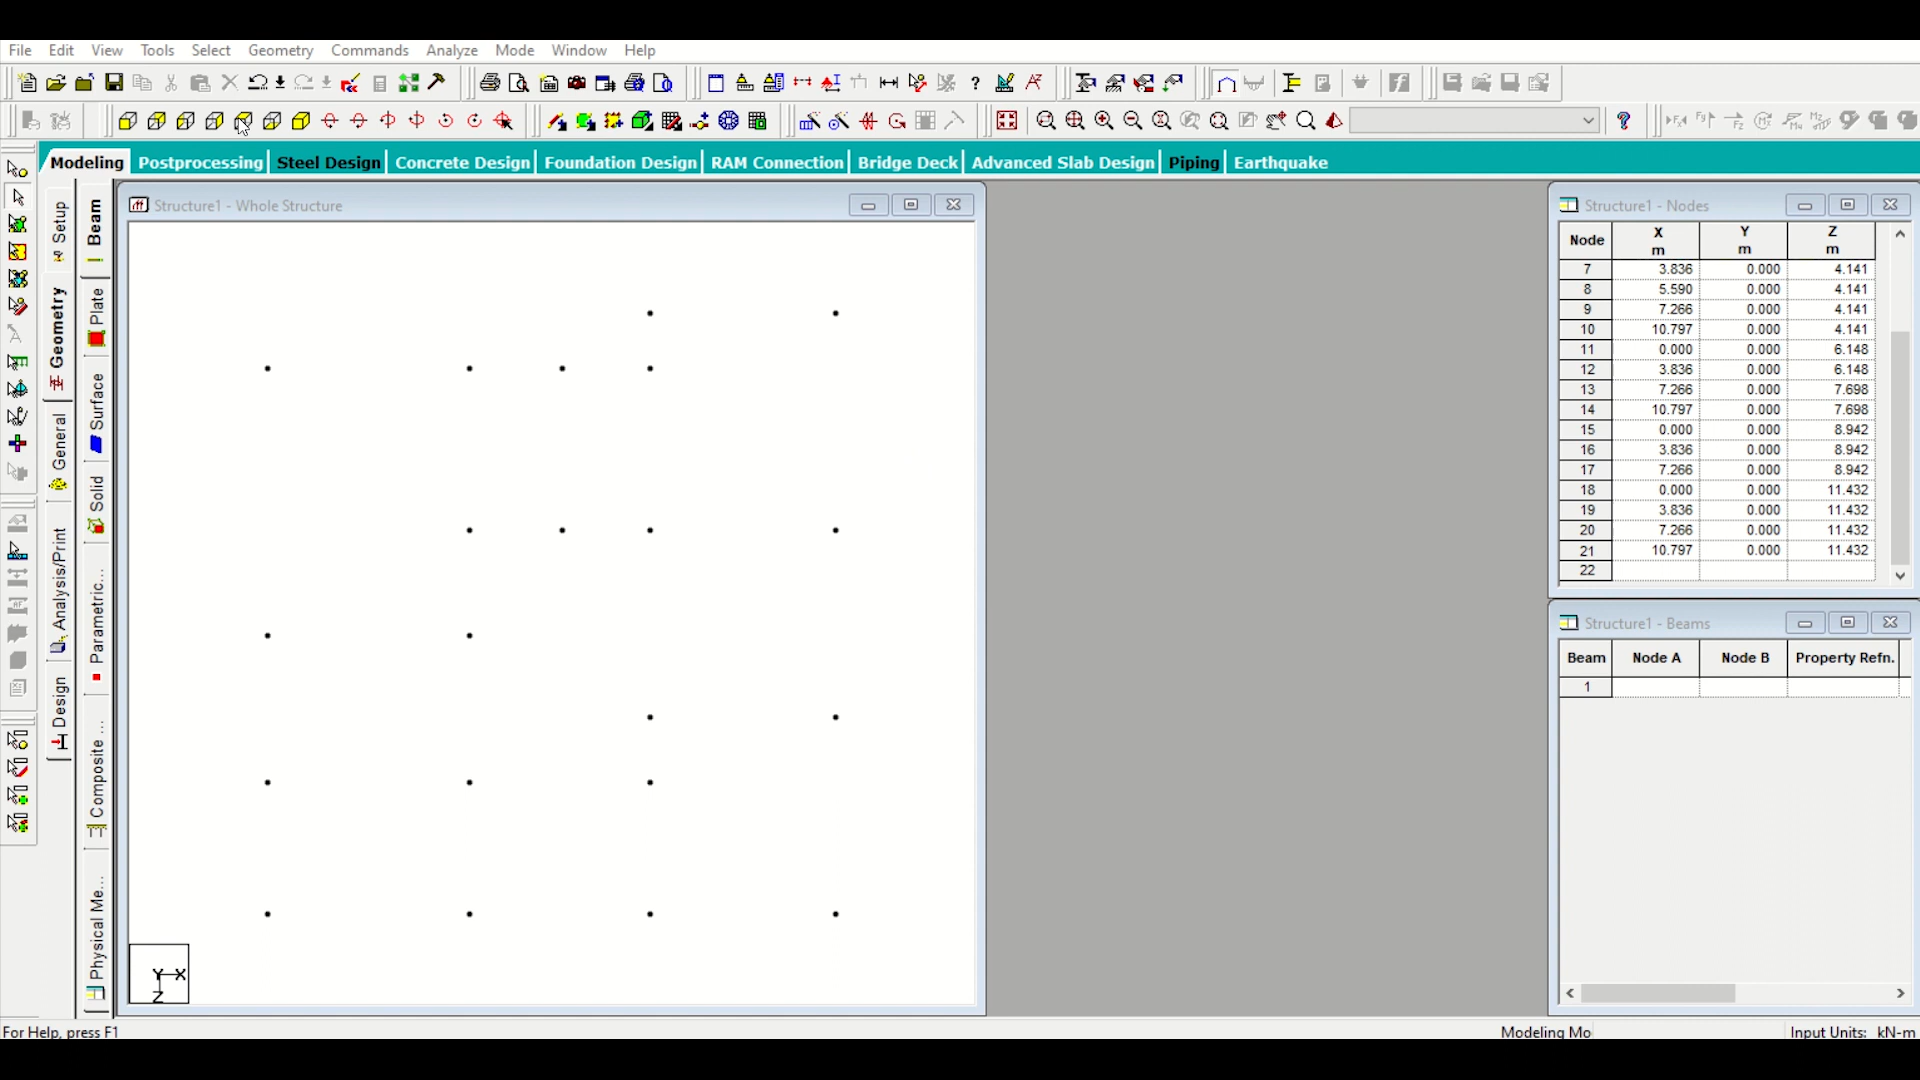 File Edit View Tools Select Geometry Commands Analyze Mode Window Help
Modeling Postprocessing Steel Design Concrete Design Foundation Design RAM Connection Bridge Deck Advanced Slab Design Piping Earthquake
Setup
Geometry
General
Analysis/Print
Design
Beam
Plate
Surface
Solid
Parametric...
Composite ...
Physical Me...
Structure1 - Whole Structure
Y X
Z
Structure1 - Nodes
Node X m Y m Z m
7 3.836 0.000 4.141
8 5.590 0.000 4.141
9 7.266 0.000 4.141
10 10.797 0.000 4.141
11 0.000 0.000 6.148
12 3.836 0.000 6.148
13 7.266 0.000 7.698
14 10.797 0.000 7.698
15 0.000 0.000 8.942
16 3.836 0.000 8.942
17 7.266 0.000 8.942
18 0.000 0.000 11.432
19 3.836 0.000 11.432
20 7.266 0.000 11.432
21 10.797 0.000 11.432
22
Structure1 - Beams
Beam Node A Node B Property Refn.
1
For Help, press F1 Modeling Mo Input Units: kN-m